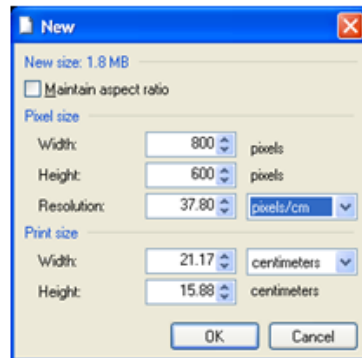 New
New size: 1.8 MB
Maintain aspect ratio
Pixel size
Width: 800 pixels
Height: 600 pixels
Resolution: 37.80 pixels/cm
Print size
Width: 21.17 centimeters
Height: 15.88 centimeters
OK Cancel